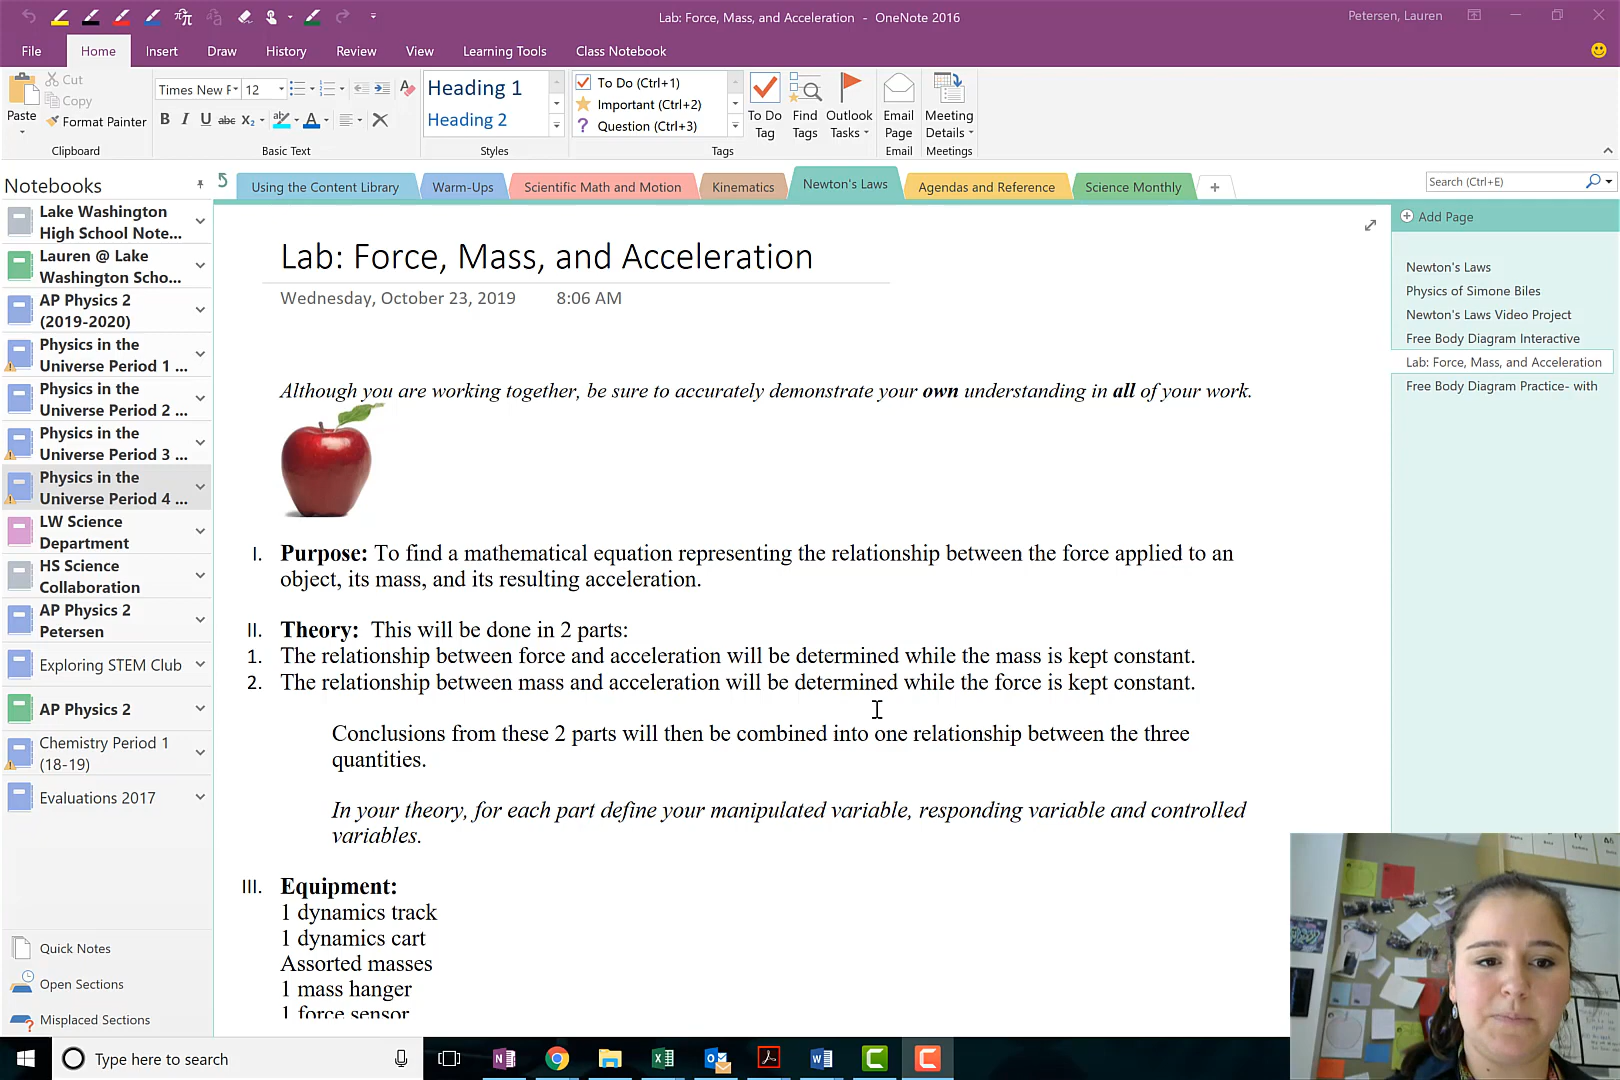 Lab: Force, Mass, and Acceleration - OneNote 2016
Petersen, Lauren
File Home Insert Draw History Review View Learning Tools Class Notebook
Paste
Cut
Copy
Format Painter
Clipboard
Times New F 12
B I U abc X₂ A
Basic Text
Heading 1
Heading 2
Styles
To Do (Ctrl+1)
Important (Ctrl+2)
Question (Ctrl+3)
To Do Tag
Find Tags
Outlook Tasks
Tags
Email Page
Email
Meeting Details
Meetings
Notebooks
Using the Content Library Warm-Ups Scientific Math and Motion Kinematics Newton's Laws Agendas and Reference Science Monthly +
Search (Ctrl+E)
Lake Washington
High School Note...
Lauren @ Lake
Washington Scho...
AP Physics 2
(2019-2020)
Physics in the
Universe Period 1 ...
Physics in the
Universe Period 2 ...
Physics in the
Universe Period 3 ...
Physics in the
Universe Period 4 ...
LW Science
Department
HS Science
Collaboration
AP Physics 2
Petersen
Exploring STEM Club
AP Physics 2
Chemistry Period 1
(18-19)
Evaluations 2017
Quick Notes
Open Sections
Misplaced Sections
Lab: Force, Mass, and Acceleration
Wednesday, October 23, 2019 8:06 AM
Although you are working together, be sure to accurately demonstrate your own understanding in all of your work.
I. Purpose: To find a mathematical equation representing the relationship between the force applied to an
object, its mass, and its resulting acceleration.
II. Theory: This will be done in 2 parts:
1. The relationship between force and acceleration will be determined while the mass is kept constant.
2. The relationship between mass and acceleration will be determined while the force is kept constant.
Conclusions from these 2 parts will then be combined into one relationship between the three
quantities.
In your theory, for each part define your manipulated variable, responding variable and controlled
variables.
III. Equipment:
1 dynamics track
1 dynamics cart
Assorted masses
1 mass hanger
1 force sensor
Add Page
Newton's Laws
Physics of Simone Biles
Newton's Laws Video Project
Free Body Diagram Interactive
Lab: Force, Mass, and Acceleration
Free Body Diagram Practice- with
Type here to search